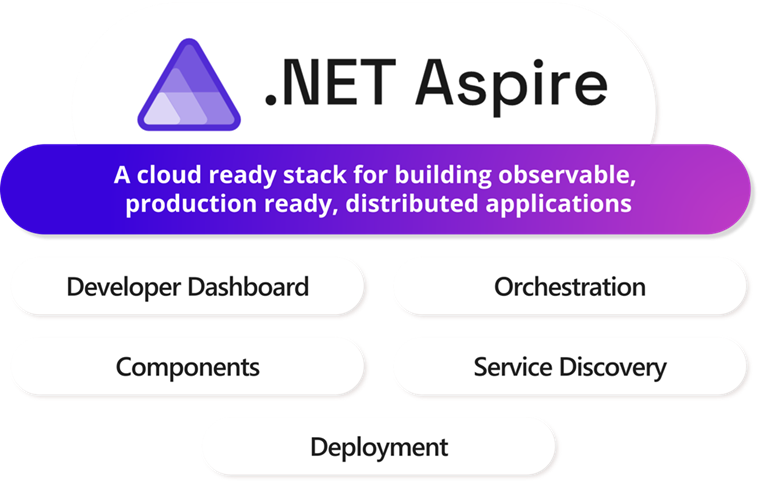 .NET Aspire
A cloud ready stack for building observable,
production ready, distributed applications
Developer Dashboard
Orchestration
Components
Service Discovery
Deployment